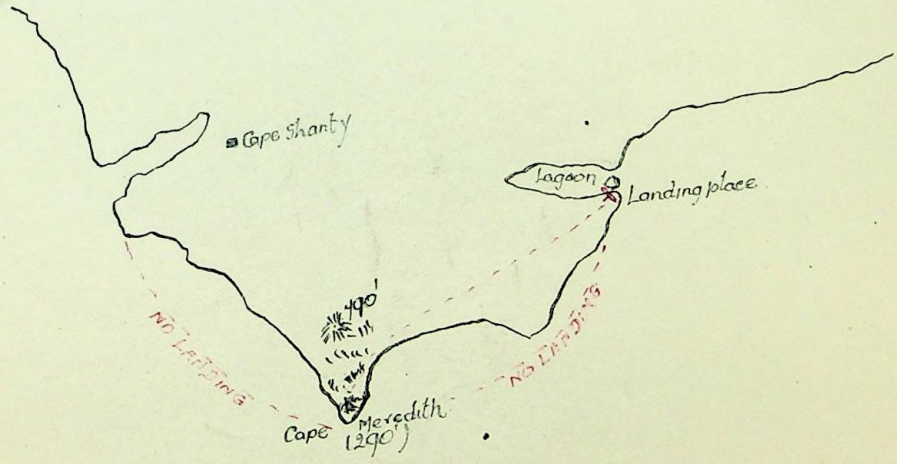 Cape Shanty
Lagoon
Landing place
490'
NO LANDING
NO LANDING
Cape Meredith
(290')